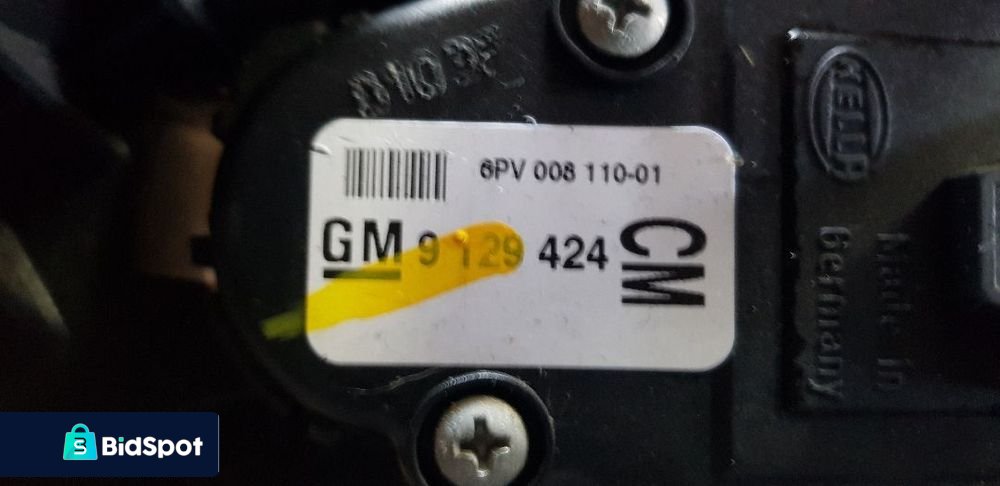 6PV 008 110-01
GM 9 129 424 CM
HELLA
Made in
Germany
BidSpot